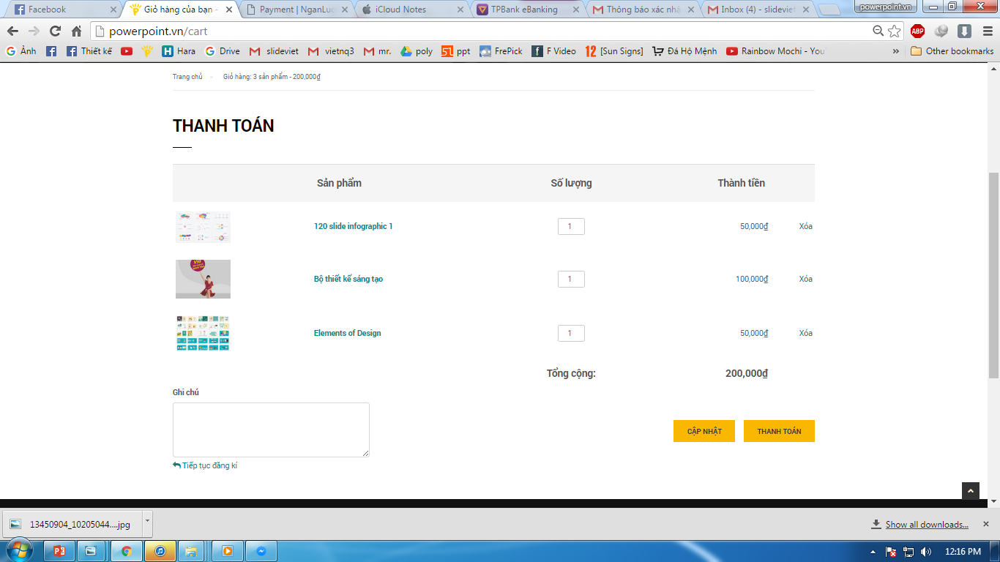 Facebook
Giỏ hàng của bạn -
Payment | NganLuc
iCloud Notes
TPBank eBanking
Thông báo xác nhậ
Inbox (4) - slideviet
powerpoint.vn
powerpoint.vn/cart
ABP
Ảnh
Thiết kế
Hara
Drive
slideviet
vietnq3
mr.
poly
ppt
FrePick
F Video
[Sun Signs]
Đá Hộ Mệnh
Rainbow Mochi - You
» Other bookmarks
Trang chủ
Giỏ hàng: 3 sản phẩm - 200,000₫
THANH TOÁN
Sản phẩm Số lượng Thành tiền
120 slide infographic 1 1 50,000₫ Xóa
Bộ thiết kế sáng tạo 1 100,000₫ Xóa
Elements of Design 1 50,000₫ Xóa
Tổng cộng: 200,000₫
Ghi chú
CẬP NHẬT THANH TOÁN
Tiếp tục đăng kí
13450904_10205044....jpg
Show all downloads...
12:16 PM